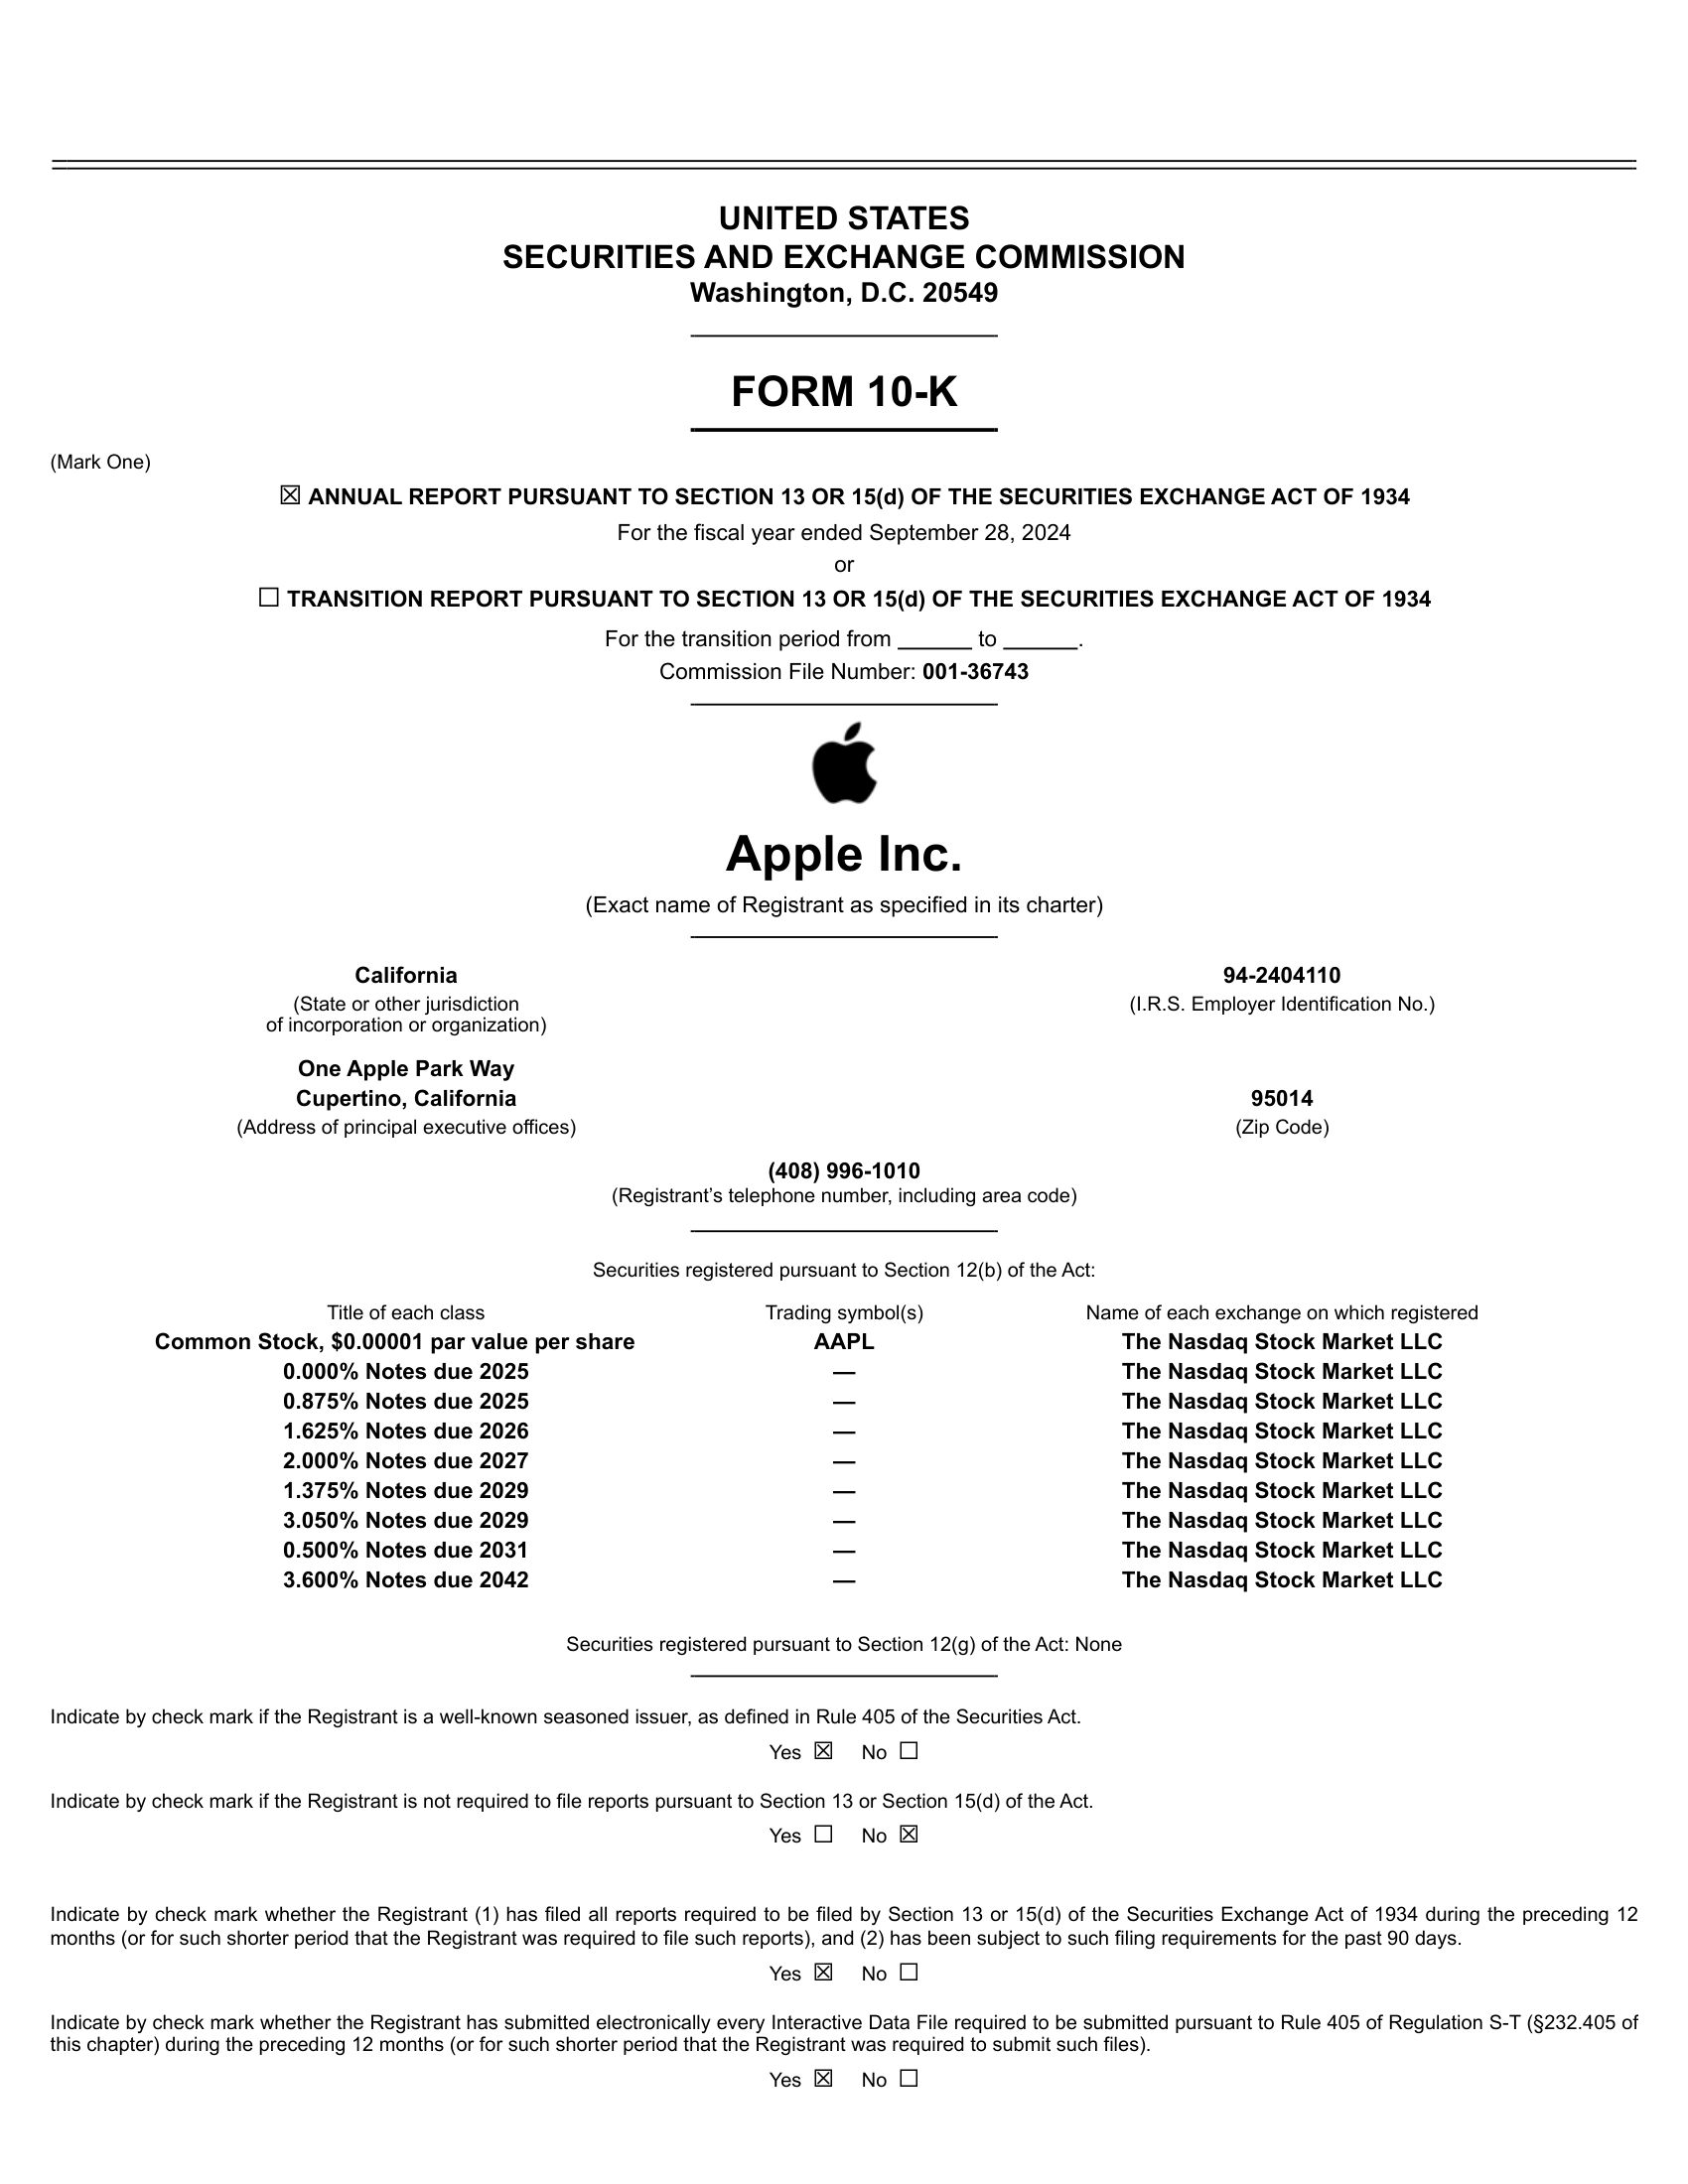 UNITED STATES
SECURITIES AND EXCHANGE COMMISSION
Washington, D.C. 20549
FORM 10-K
(Mark One)
☒ ANNUAL REPORT PURSUANT TO SECTION 13 OR 15(d) OF THE SECURITIES EXCHANGE ACT OF 1934
For the fiscal year ended September 28, 2024
or
☐ TRANSITION REPORT PURSUANT TO SECTION 13 OR 15(d) OF THE SECURITIES EXCHANGE ACT OF 1934
For the transition period from ______ to ______.
Commission File Number: 001-36743
Apple Inc.
(Exact name of Registrant as specified in its charter)
California 94-2404110
(State or other jurisdiction (I.R.S. Employer Identification No.)
of incorporation or organization)
One Apple Park Way
Cupertino, California 95014
(Address of principal executive offices) (Zip Code)
(408) 996-1010
(Registrant’s telephone number, including area code)
Securities registered pursuant to Section 12(b) of the Act:
Title of each class Trading symbol(s) Name of each exchange on which registered
Common Stock, $0.00001 par value per share AAPL The Nasdaq Stock Market LLC
0.000% Notes due 2025 — The Nasdaq Stock Market LLC
0.875% Notes due 2025 — The Nasdaq Stock Market LLC
1.625% Notes due 2026 — The Nasdaq Stock Market LLC
2.000% Notes due 2027 — The Nasdaq Stock Market LLC
1.375% Notes due 2029 — The Nasdaq Stock Market LLC
3.050% Notes due 2029 — The Nasdaq Stock Market LLC
0.500% Notes due 2031 — The Nasdaq Stock Market LLC
3.600% Notes due 2042 — The Nasdaq Stock Market LLC
Securities registered pursuant to Section 12(g) of the Act: None
Indicate by check mark if the Registrant is a well-known seasoned issuer, as defined in Rule 405 of the Securities Act.
Yes ☒ No ☐
Indicate by check mark if the Registrant is not required to file reports pursuant to Section 13 or Section 15(d) of the Act.
Yes ☐ No ☒
Indicate by check mark whether the Registrant (1) has filed all reports required to be filed by Section 13 or 15(d) of the Securities Exchange Act of 1934 during the preceding 12
months (or for such shorter period that the Registrant was required to file such reports), and (2) has been subject to such filing requirements for the past 90 days.
Yes ☒ No ☐
Indicate by check mark whether the Registrant has submitted electronically every Interactive Data File required to be submitted pursuant to Rule 405 of Regulation S-T (§232.405 of
this chapter) during the preceding 12 months (or for such shorter period that the Registrant was required to submit such files).
Yes ☒ No ☐